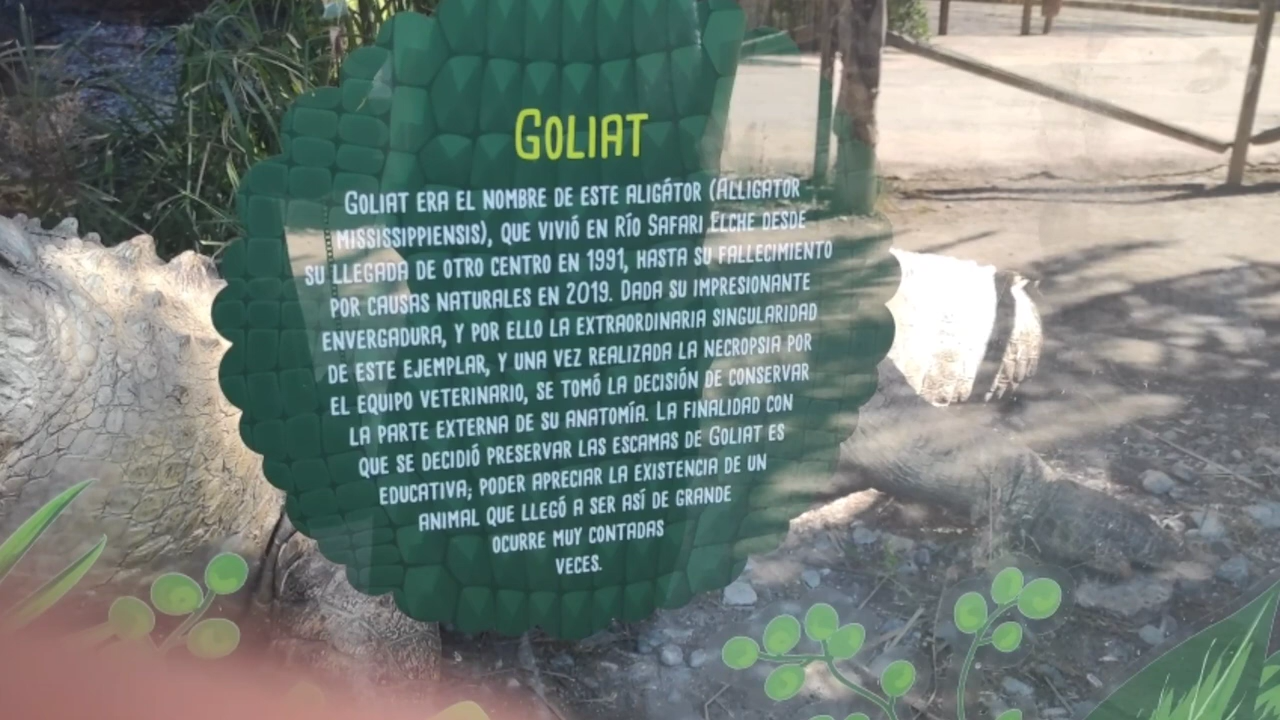 GOLIAT
GOLIAT ERA EL NOMBRE DE ESTE ALIGÁTOR (ALLIGATOR
MISSISSIPPIENSIS), QUE VIVIÓ EN RÍO SAFARI ELCHE DESDE
SU LLEGADA DE OTRO CENTRO EN 1991, HASTA SU FALLECIMIENTO
POR CAUSAS NATURALES EN 2019. DADA SU IMPRESIONANTE
ENVERGADURA, Y POR ELLO LA EXTRAORDINARIA SINGULARIDAD
DE ESTE EJEMPLAR, Y UNA VEZ REALIZADA LA NECROPSIA POR
EL EQUIPO VETERINARIO, SE TOMÓ LA DECISIÓN DE CONSERVAR
LA PARTE EXTERNA DE SU ANATOMÍA. LA FINALIDAD CON
QUE SE DECIDIÓ PRESERVAR LAS ESCAMAS DE GOLIAT ES
EDUCATIVA; PODER APRECIAR LA EXISTENCIA DE UN
ANIMAL QUE LLEGÓ A SER ASÍ DE GRANDE
OCURRE MUY CONTADAS
VECES.